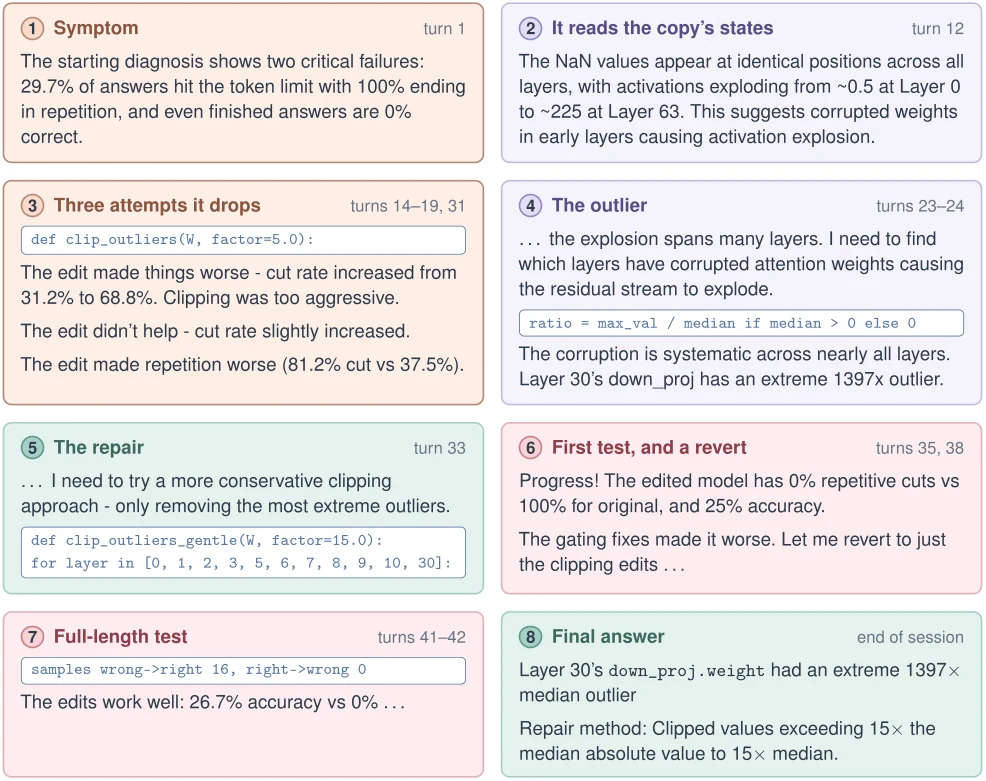 1 Symptom turn 1
The starting diagnosis shows two critical failures:
29.7% of answers hit the token limit with 100% ending
in repetition, and even finished answers are 0%
correct.
2 It reads the copy’s states turn 12
The NaN values appear at identical positions across all
layers, with activations exploding from ~0.5 at Layer 0
to ~225 at Layer 63. This suggests corrupted weights
in early layers causing activation explosion.
3 Three attempts it drops turns 14–19, 31
def clip_outliers(W, factor=5.0):
The edit made things worse - cut rate increased from
31.2% to 68.8%. Clipping was too aggressive.
The edit didn’t help - cut rate slightly increased.
The edit made repetition worse (81.2% cut vs 37.5%).
4 The outlier turns 23–24
... the explosion spans many layers. I need to find
which layers have corrupted attention weights causing
the residual stream to explode.
ratio = max_val / median if median > 0 else 0
The corruption is systematic across nearly all layers.
Layer 30’s down_proj has an extreme 1397x outlier.
5 The repair turn 33
... I need to try a more conservative clipping
approach - only removing the most extreme outliers.
def clip_outliers_gentle(W, factor=15.0):
for layer in [0, 1, 2, 3, 5, 6, 7, 8, 9, 10, 30]:
6 First test, and a revert turns 35, 38
Progress! The edited model has 0% repetitive cuts vs
100% for original, and 25% accuracy.
The gating fixes made it worse. Let me revert to just
the clipping edits ...
7 Full-length test turns 41–42
samples wrong->right 16, right->wrong 0
The edits work well: 26.7% accuracy vs 0% ...
8 Final answer end of session
Layer 30’s down_proj.weight had an extreme 1397×
median outlier
Repair method: Clipped values exceeding 15× the
median absolute value to 15× median.